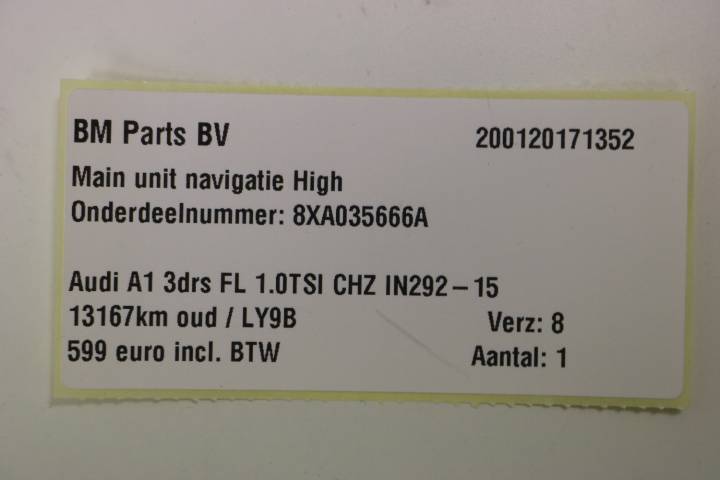 BM Parts BV 200120171352
Main unit navigatie High
Onderdeelnummer: 8XA035666A
Audi A1 3drs FL 1.0TSI CHZ IN292-15
13167km oud / LY9B Verz: 8
599 euro incl. BTW Aantal: 1